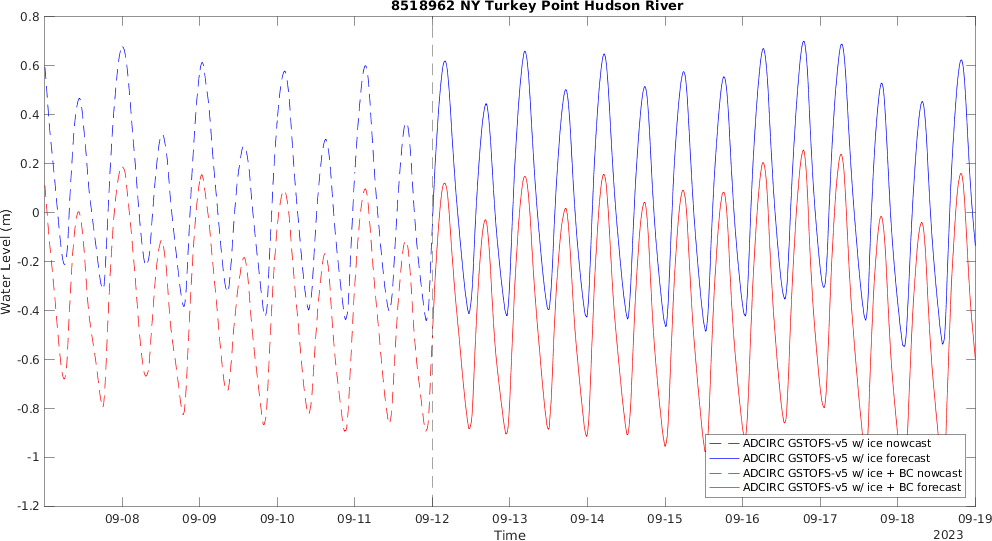 8518962 NY Turkey Point Hudson River
0.8
0.6
0.4
0.2
0
-0.2
-0.4
-0.6
-0.8
-1
-1.2
Water Level (m)
ADCIRC GSTOFS-v5 w/ ice nowcast
ADCIRC GSTOFS-v5 w/ ice forecast
ADCIRC GSTOFS-v5 w/ ice + BC nowcast
ADCIRC GSTOFS-v5 w/ ice + BC forecast
09-08 09-09 09-10 09-11 09-12 09-13 09-14 09-15 09-16 09-17 09-18 09-19
Time
2023